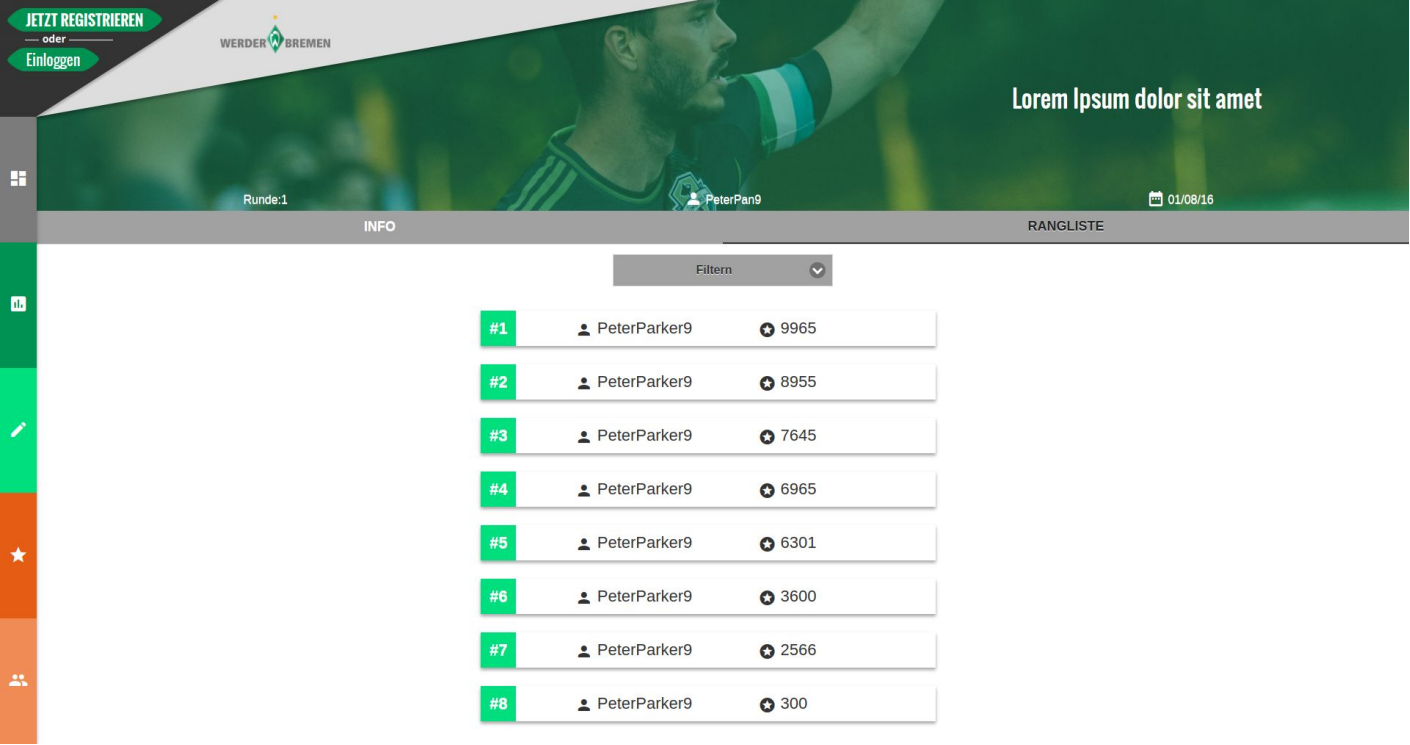 JETZT REGISTRIEREN
oder
Einloggen
WERDER BREMEN
Lorem Ipsum dolor sit amet
Runde:1 PeterPan9 01/08/16
INFO RANGLISTE
Filtern
#1 PeterParker9 9965
#2 PeterParker9 8955
#3 PeterParker9 7645
#4 PeterParker9 6965
#5 PeterParker9 6301
#6 PeterParker9 3600
#7 PeterParker9 2566
#8 PeterParker9 300